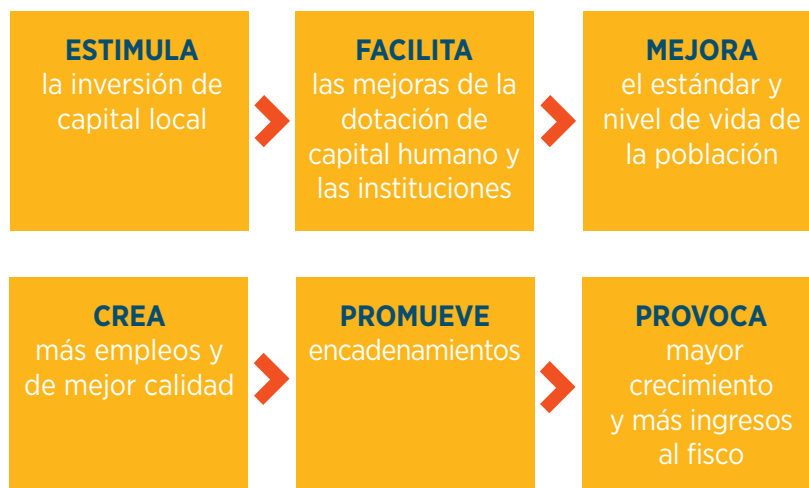 ESTIMULA
la inversión de
capital local
FACILITA
las mejoras de la
dotación de
capital humano y
las instituciones
MEJORA
el estándar y
nivel de vida de
la población
CREA
más empleos y
de mejor calidad
PROMUEVE
encadenamientos
PROVOCA
mayor
crecimiento
y más ingresos
al fisco